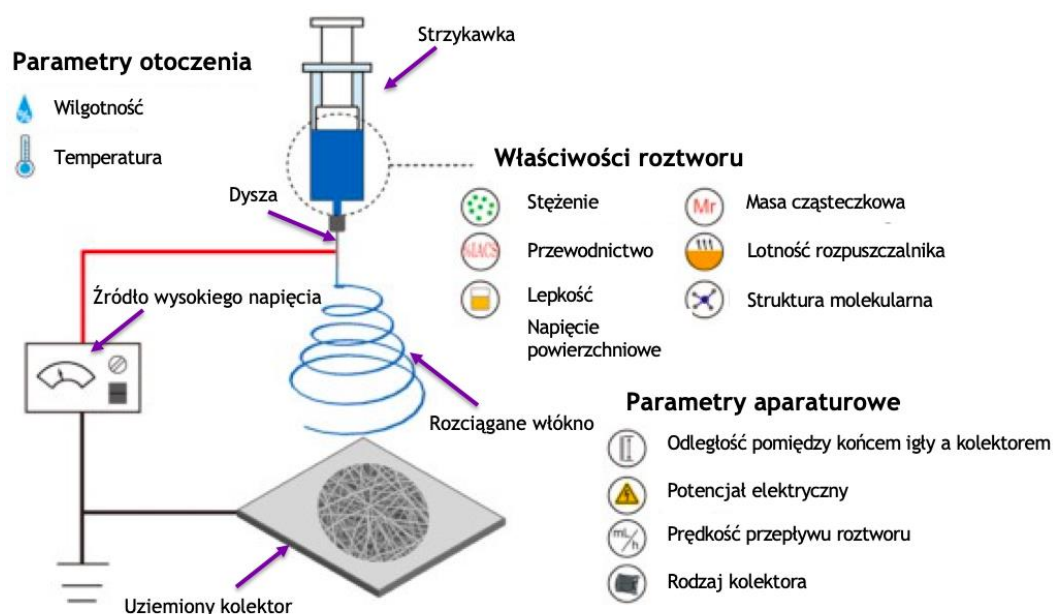 Strzykawka
Parametry otoczenia
Wilgotność
Temperatura
Właściwości roztworu
Dysza
Stężenie
Mr
Masa cząsteczkowa
Przewodnictwo
Lotność rozpuszczalnika
Źródło wysokiego napięcia
Lepkość
Struktura molekularna
Napięcie
powierzchniowe
Parametry aparaturowe
Rozciągane włókno
Odległość pomiędzy końcem igły a kolektorem
Potencjał elektryczny
mL/h
Prędkość przepływu roztworu
Rodzaj kolektora
Uziemiony kolektor